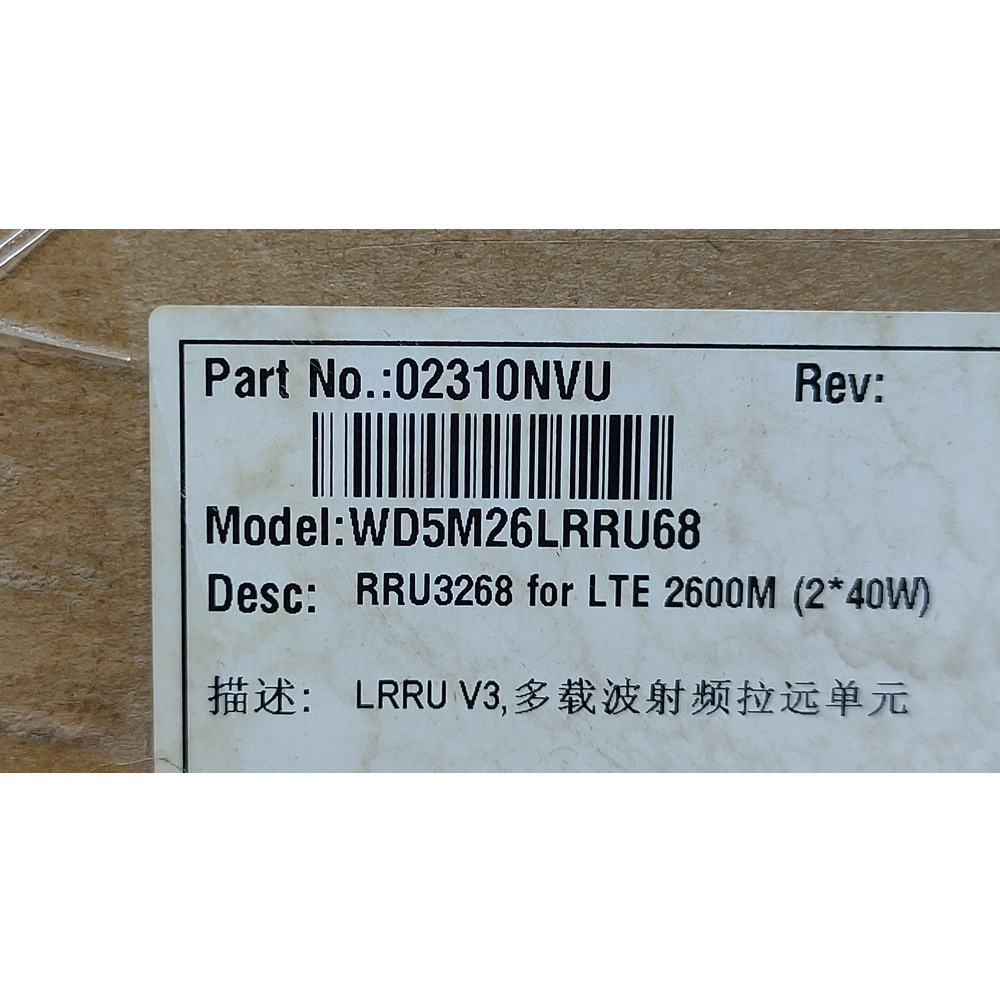 Part No.:02310NVU Rev:
Model:WD5M26LRRU68
Desc: RRU3268 for LTE 2600M (2*40W)
描述: LRRU V3,多载波射频拉远单元